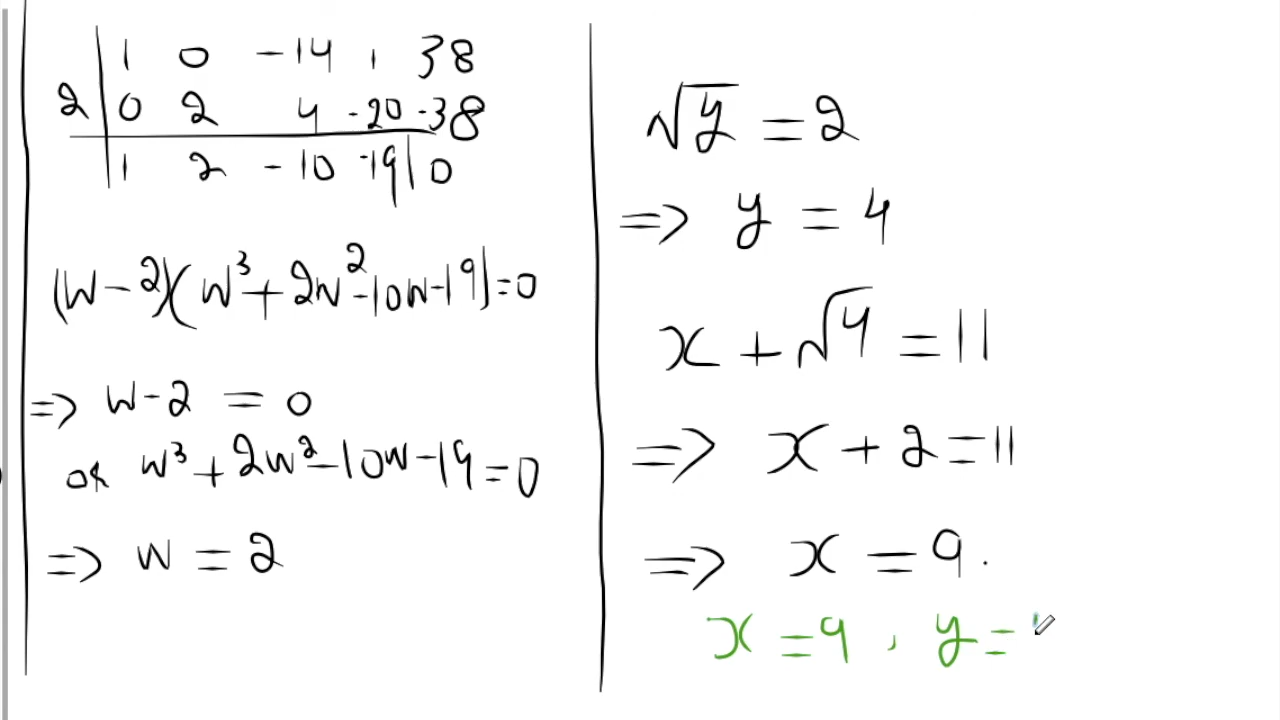 1 0 -14 1 38
2 0 2 4 -20 -38
1 2 -10 -19 0
(w-2)(w³+2w²-10w-19)=0
=> w-2 = 0
or w³+2w²-10w-19=0
=> w = 2
√y = 2
=> y = 4
x + √4 = 11
=> x + 2 = 11
=> x = 9.
x = 9 , y =